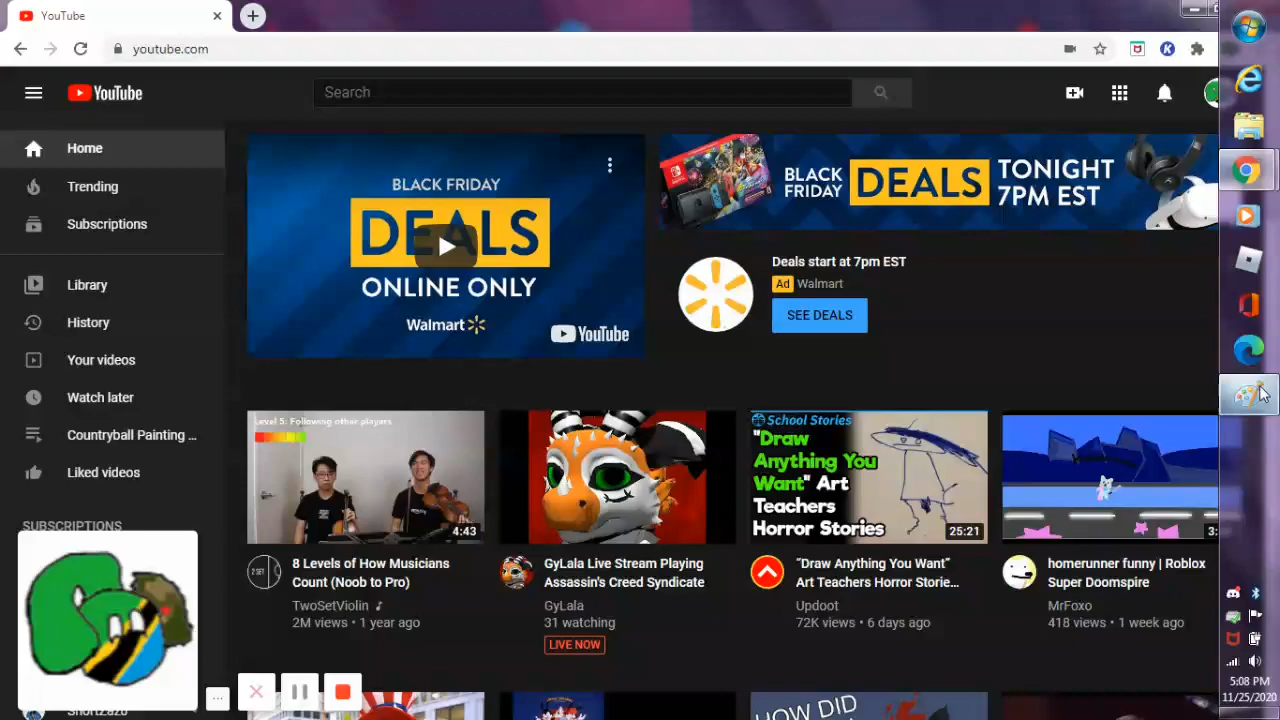 YouTube
youtube.com
YouTube
Search
Home
Trending
Subscriptions
Library
History
Your videos
Watch later
Countryball Painting ...
Liked videos
SUBSCRIPTIONS
BLACK FRIDAY
DEALS
ONLINE ONLY
Walmart
YouTube
BLACK
FRIDAY
DEALS
TONIGHT
7PM EST
Deals start at 7pm EST
Ad Walmart
SEE DEALS
Level 5: Following other players
4:43
8 Levels of How Musicians
Count (Noob to Pro)
TwoSetViolin
2M views • 1 year ago
GyLala Live Stream Playing
Assassin's Creed Syndicate
GyLala
31 watching
LIVE NOW
School Stories
"Draw
Anything You
Want" Art
Teachers
Horror Stories
25:21
"Draw Anything You Want"
Art Teachers Horror Storie...
Updoot
72K views • 6 days ago
3:
homerunner funny | Roblox
Super Doomspire
MrFoxo
418 views • 1 week ago
HOW DID
...
5:08 PM
11/25/2020